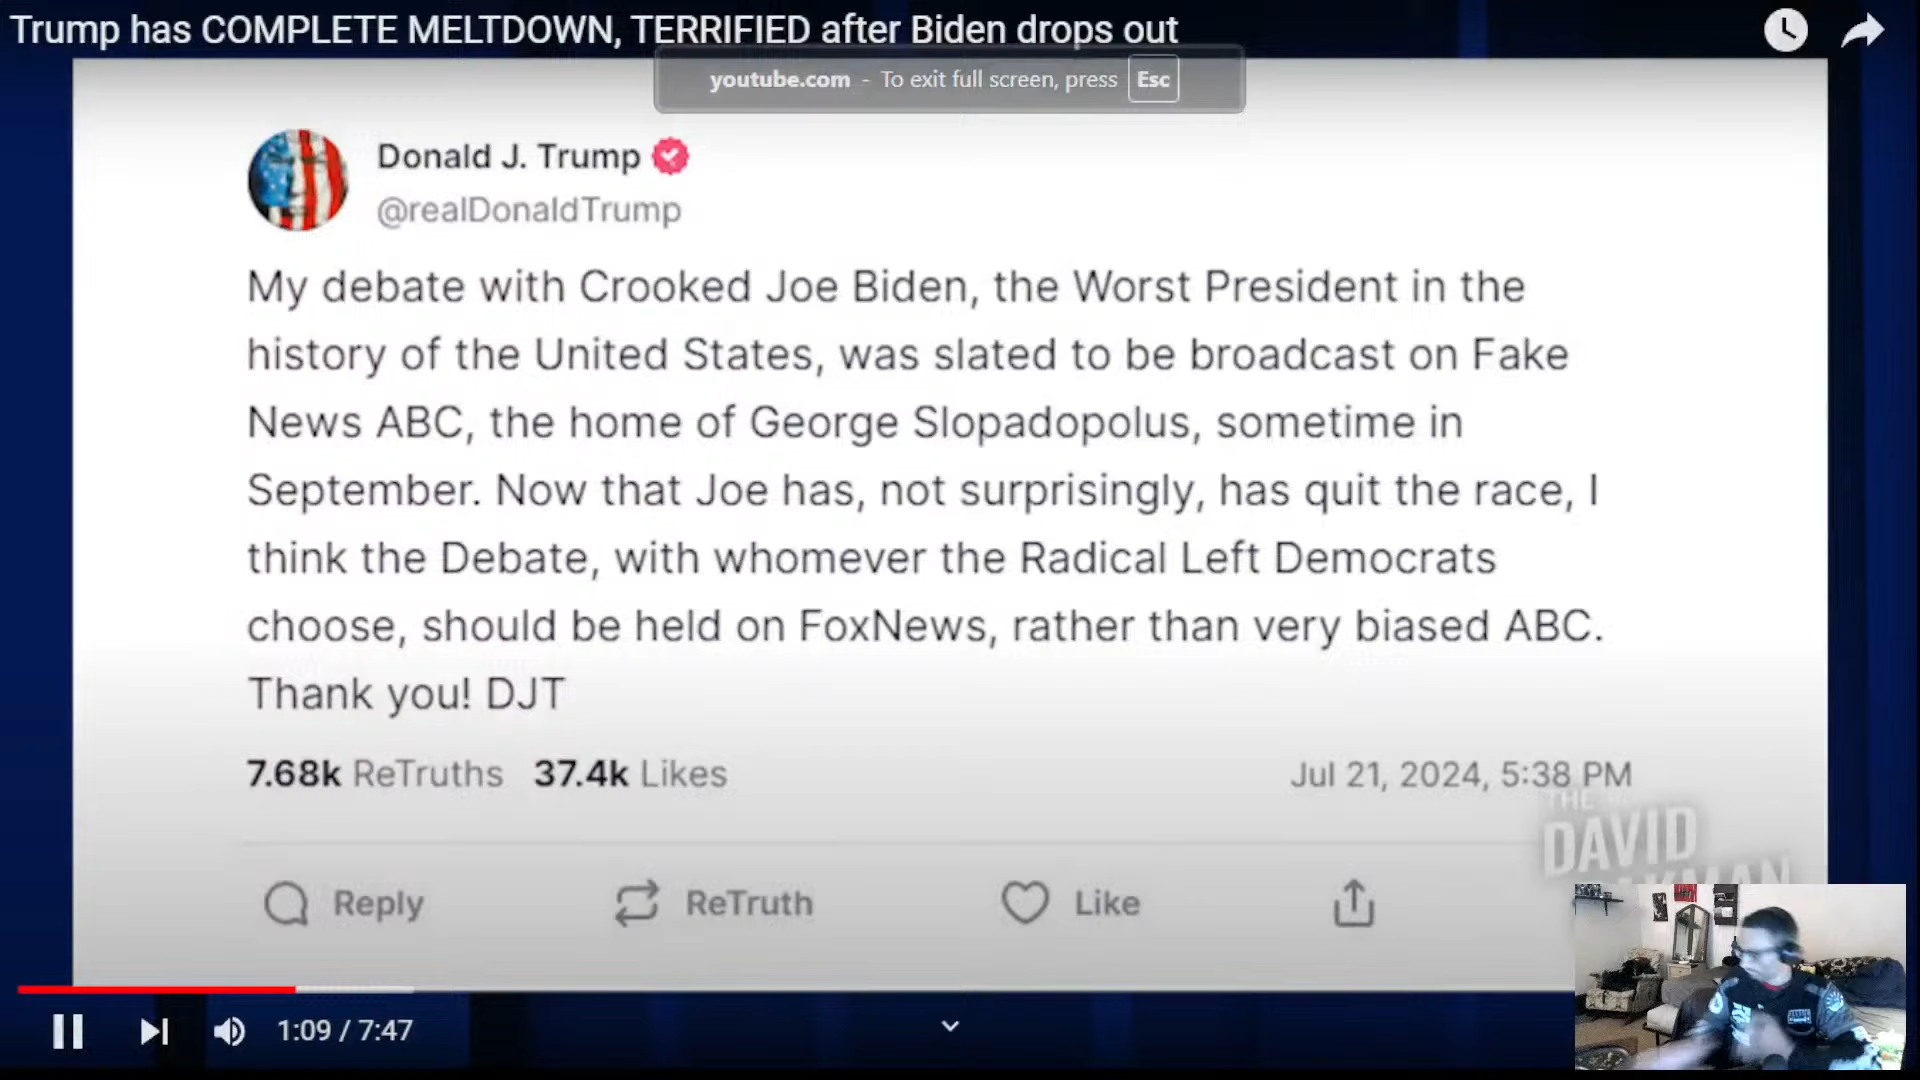 Trump has COMPLETE MELTDOWN, TERRIFIED after Biden drops out
youtube.com - To exit full screen, press Esc
Donald J. Trump
@realDonaldTrump
My debate with Crooked Joe Biden, the Worst President in the
history of the United States, was slated to be broadcast on Fake
News ABC, the home of George Slopadopolus, sometime in
September. Now that Joe has, not surprisingly, has quit the race, I
think the Debate, with whomever the Radical Left Democrats
choose, should be held on FoxNews, rather than very biased ABC.
Thank you! DJT
7.68k ReTruths 37.4k Likes
Jul 21, 2024, 5:38 PM
THE
DAVID
Reply
ReTruth
Like
1:09 / 7:47